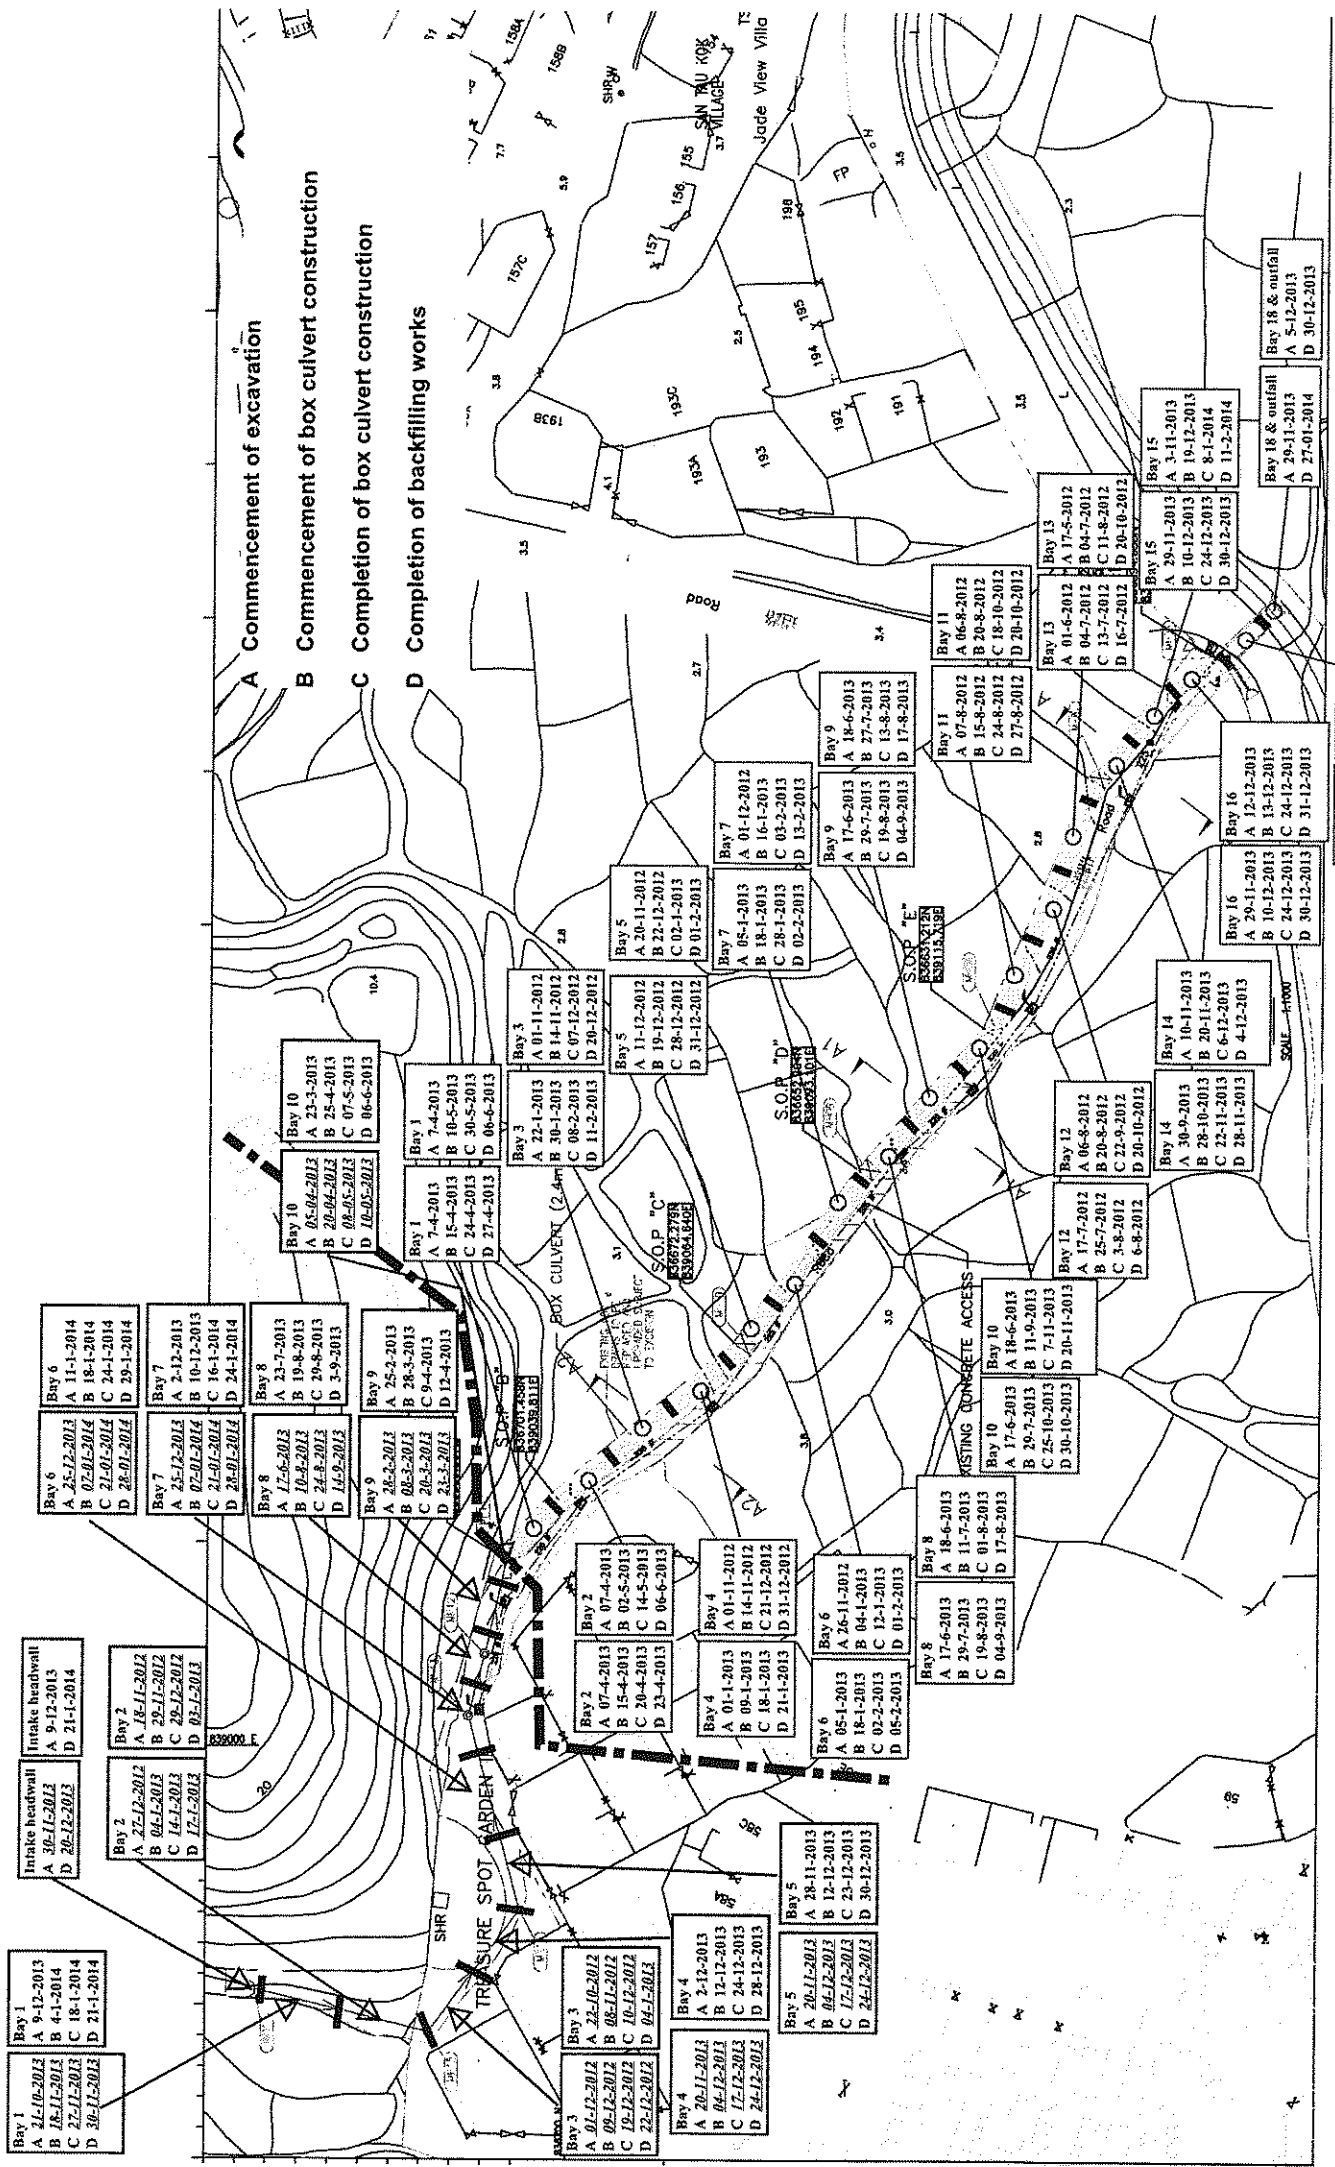 A Commencement of excavation
B Commencement of box culvert construction
C Completion of box culvert construction
D Completion of backfilling works
Bay 1
A 21-10-2013
B 18-11-2013
C 27-11-2013
D 30-11-2013
Bay 1
A 9-12-2013
B 4-1-2014
C 18-1-2014
D 21-1-2014
Intake headwall
A 30-11-2013
D 20-12-2013
Intake headwall
A 9-12-2013
D 21-1-2014
Bay 2
A 27-12-2012
B 04-1-2013
C 14-1-2013
D 17-1-2013
Bay 2
A 18-11-2012
B 29-11-2012
C 29-12-2012
D 03-1-2013
Bay 6
A 25-12-2013
B 02-01-2014
C 21-01-2014
D 28-01-2014
Bay 6
A 11-1-2014
B 18-1-2014
C 24-1-2014
D 29-1-2014
Bay 7
A 25-12-2013
B 02-01-2014
C 21-01-2014
D 28-01-2014
Bay 7
A 2-12-2013
B 10-12-2013
C 16-1-2014
D 24-1-2014
Bay 8
A 17-6-2013
B 10-8-2013
C 24-8-2013
D 14-9-2013
Bay 8
A 23-7-2013
B 19-8-2013
C 29-8-2013
D 3-9-2013
Bay 9
A 28-2-2013
B 08-3-2013
C 20-3-2013
D 23-3-2013
Bay 9
A 25-2-2013
B 28-3-2013
C 9-4-2013
D 12-4-2013
Bay 10
A 05-04-2013
B 20-04-2013
C 08-05-2013
D 10-05-2013
Bay 10
A 23-3-2013
B 25-4-2013
C 07-5-2013
D 06-6-2013
Bay 1
A 7-4-2013
B 15-4-2013
C 24-4-2013
D 27-4-2013
Bay 1
A 7-4-2013
B 10-5-2013
C 30-5-2013
D 06-6-2013
Bay 3
A 22-1-2013
B 30-1-2013
C 08-2-2013
D 11-2-2013
Bay 3
A 01-11-2012
B 14-11-2012
C 07-12-2012
D 20-12-2012
Bay 5
A 11-12-2012
B 19-12-2012
C 28-12-2012
D 31-12-2012
Bay 5
A 20-11-2012
B 22-12-2012
C 02-1-2013
D 01-2-2013
Bay 7
A 05-1-2013
B 18-1-2013
C 28-1-2013
D 02-2-2013
Bay 7
A 01-12-2012
B 16-1-2013
C 03-2-2013
D 13-2-2013
Bay 9
A 17-6-2013
B 29-7-2013
C 19-8-2013
D 04-9-2013
Bay 9
A 18-6-2013
B 27-7-2013
C 13-8-2013
D 17-8-2013
Bay 11
A 07-8-2012
B 15-8-2012
C 24-8-2012
D 27-8-2012
Bay 11
A 06-8-2012
B 20-8-2012
C 18-10-2012
D 20-10-2012
Bay 13
A 01-6-2012
B 04-7-2012
C 13-7-2012
D 16-7-2012
Bay 13
A 17-5-2012
B 04-7-2012
C 11-8-2012
D 20-10-2012
Bay 15
A 29-11-2013
B 10-12-2013
C 24-12-2013
D 30-12-2013
Bay 15
A 3-11-2013
B 19-12-2013
C 8-1-2014
D 11-2-2014
Bay 18 & outfall
A 29-11-2013
D 27-01-2014
Bay 18 & outfall
A 5-12-2013
D 30-12-2013
Bay 3
A 01-12-2012
B 09-12-2012
C 19-12-2012
D 22-12-2012
Bay 3
A 22-10-2012
B 08-11-2012
C 10-12-2012
D 04-1-2013
Bay 4
A 20-11-2013
B 04-12-2013
C 17-12-2013
D 24-12-2013
Bay 4
A 2-12-2013
B 12-12-2013
C 24-12-2013
D 28-12-2013
Bay 5
A 20-11-2013
B 04-12-2013
C 17-12-2013
D 24-12-2013
Bay 5
A 28-11-2013
B 12-12-2013
C 23-12-2013
D 30-12-2013
Bay 2
A 07-4-2013
B 15-4-2013
C 20-4-2013
D 23-4-2013
Bay 2
A 07-4-2013
B 02-5-2013
C 14-5-2013
D 06-6-2013
Bay 4
A 01-1-2013
B 09-1-2013
C 18-1-2013
D 21-1-2013
Bay 4
A 01-11-2012
B 14-11-2012
C 21-12-2012
D 31-12-2012
Bay 6
A 05-1-2013
B 18-1-2013
C 02-2-2013
D 05-2-2013
Bay 6
A 26-11-2012
B 04-1-2013
C 12-1-2013
D 01-2-2013
Bay 8
A 17-6-2013
B 29-7-2013
C 19-8-2013
D 04-9-2013
Bay 8
A 18-6-2013
B 11-7-2013
C 01-8-2013
D 17-8-2013
Bay 10
A 17-6-2013
B 29-7-2013
C 25-10-2013
D 30-10-2013
Bay 10
A 18-6-2013
B 11-9-2013
C 7-11-2013
D 20-11-2013
Bay 12
A 17-7-2012
B 25-7-2012
C 3-8-2012
D 6-8-2012
Bay 12
A 06-8-2012
B 20-8-2012
C 22-9-2012
D 20-10-2012
Bay 14
A 30-9-2013
B 28-10-2013
C 22-11-2013
D 28-11-2013
Bay 14
A 10-11-2013
B 20-11-2013
C 6-12-2013
D 4-12-2013
Bay 16
A 29-11-2013
B 10-12-2013
C 24-12-2013
D 30-12-2013
Bay 16
A 12-12-2013
B 13-12-2013
C 24-12-2013
D 31-12-2013
TREASURE SPOT GARDEN
SHR
839000 E
20
S.O.P "B"
S.O.P "C"
S.O.P "D"
S.O.P "E"
BOX CULVERT (2.4m
EXISTING CONCRETE ACCESS
SCALE 1:1000
Road
Road
SAN TAU KOK
VILLAGE
Jade View Villa
SHRW
FP
157C
158A
158B
193B
193C
193A
193
192
191
194
195
198
157
156
155
154
10.4
58C
A1
A2